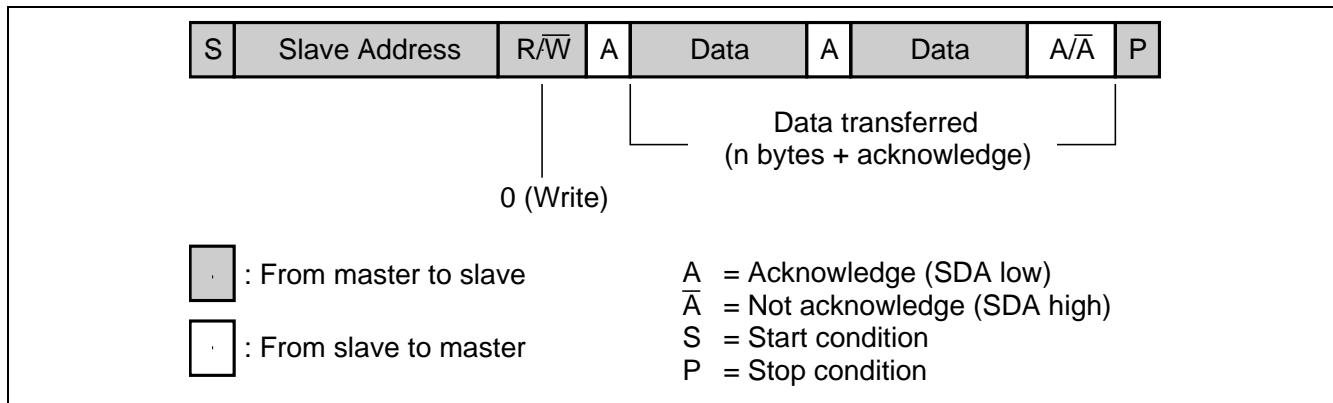 S Slave Address R/W̅ A Data A Data A/A̅ P
Data transferred
(n bytes + acknowledge)
0 (Write)
: From master to slave
: From slave to master
A = Acknowledge (SDA low)
A̅ = Not acknowledge (SDA high)
S = Start condition
P = Stop condition